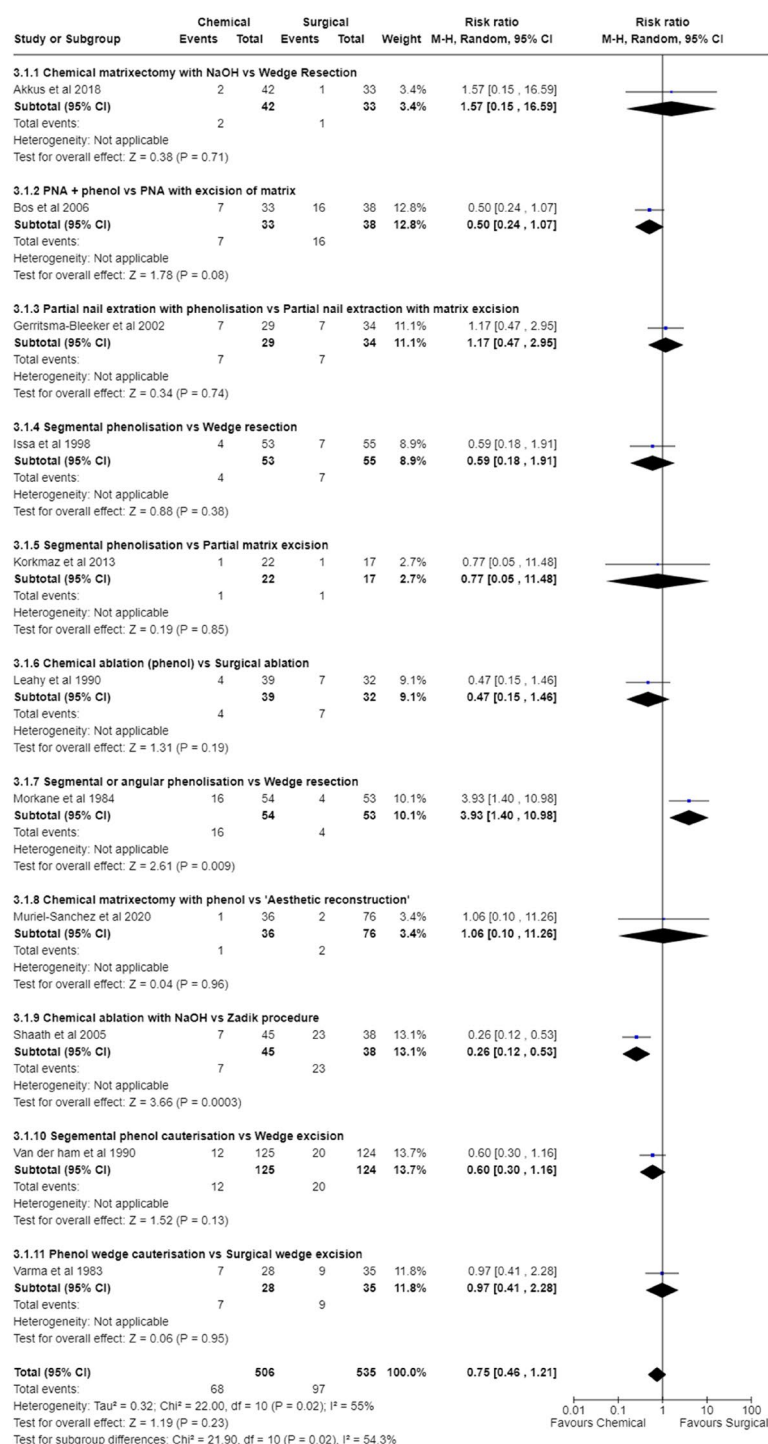 Chemical Surgical Risk ratio Risk ratio
Study or Subgroup Events Total Events Total Weight M-H, Random, 95% CI M-H, Random, 95% CI
3.1.1 Chemical matrixectomy with NaOH vs Wedge Resection
Akkus et al 2018 2 42 1 33 3.4% 1.57 [0.15 , 16.59]
Subtotal (95% CI) 42 33 3.4% 1.57 [0.15 , 16.59]
Total events: 2 1
Heterogeneity: Not applicable
Test for overall effect: Z = 0.38 (P = 0.71)
3.1.2 PNA + phenol vs PNA with excision of matrix
Bos et al 2006 7 33 16 38 12.8% 0.50 [0.24 , 1.07]
Subtotal (95% CI) 33 38 12.8% 0.50 [0.24 , 1.07]
Total events: 7 16
Heterogeneity: Not applicable
Test for overall effect: Z = 1.78 (P = 0.08)
3.1.3 Partial nail extration with phenolisation vs Partial nail extraction with matrix excision
Gerritsma-Bleeker et al 2002 7 29 7 34 11.1% 1.17 [0.47 , 2.95]
Subtotal (95% CI) 29 34 11.1% 1.17 [0.47 , 2.95]
Total events: 7 7
Heterogeneity: Not applicable
Test for overall effect: Z = 0.34 (P = 0.74)
3.1.4 Segmental phenolisation vs Wedge resection
Issa et al 1998 4 53 7 55 8.9% 0.59 [0.18 , 1.91]
Subtotal (95% CI) 53 55 8.9% 0.59 [0.18 , 1.91]
Total events: 4 7
Heterogeneity: Not applicable
Test for overall effect: Z = 0.88 (P = 0.38)
3.1.5 Segmental phenolisation vs Partial matrix excision
Korkmaz et al 2013 1 22 1 17 2.7% 0.77 [0.05 , 11.48]
Subtotal (95% CI) 22 17 2.7% 0.77 [0.05 , 11.48]
Total events: 1 1
Heterogeneity: Not applicable
Test for overall effect: Z = 0.19 (P = 0.85)
3.1.6 Chemical ablation (phenol) vs Surgical ablation
Leahy et al 1990 4 39 7 32 9.1% 0.47 [0.15 , 1.46]
Subtotal (95% CI) 39 32 9.1% 0.47 [0.15 , 1.46]
Total events: 4 7
Heterogeneity: Not applicable
Test for overall effect: Z = 1.31 (P = 0.19)
3.1.7 Segmental or angular phenolisation vs Wedge resection
Morkane et al 1984 16 54 4 53 10.1% 3.93 [1.40 , 10.98]
Subtotal (95% CI) 54 53 10.1% 3.93 [1.40 , 10.98]
Total events: 16 4
Heterogeneity: Not applicable
Test for overall effect: Z = 2.61 (P = 0.009)
3.1.8 Chemical matrixectomy with phenol vs 'Aesthetic reconstruction'
Muriel-Sanchez et al 2020 1 36 2 76 3.4% 1.06 [0.10 , 11.26]
Subtotal (95% CI) 36 76 3.4% 1.06 [0.10 , 11.26]
Total events: 1 2
Heterogeneity: Not applicable
Test for overall effect: Z = 0.04 (P = 0.96)
3.1.9 Chemical ablation with NaOH vs Zadik procedure
Shaath et al 2005 7 45 23 38 13.1% 0.26 [0.12 , 0.53]
Subtotal (95% CI) 45 38 13.1% 0.26 [0.12 , 0.53]
Total events: 7 23
Heterogeneity: Not applicable
Test for overall effect: Z = 3.66 (P = 0.0003)
3.1.10 Segemental phenol cauterisation vs Wedge excision
Van der ham et al 1990 12 125 20 124 13.7% 0.60 [0.30 , 1.16]
Subtotal (95% CI) 125 124 13.7% 0.60 [0.30 , 1.16]
Total events: 12 20
Heterogeneity: Not applicable
Test for overall effect: Z = 1.52 (P = 0.13)
3.1.11 Phenol wedge cauterisation vs Surgical wedge excision
Varma et al 1983 7 28 9 35 11.8% 0.97 [0.41 , 2.28]
Subtotal (95% CI) 28 35 11.8% 0.97 [0.41 , 2.28]
Total events: 7 9
Heterogeneity: Not applicable
Test for overall effect: Z = 0.06 (P = 0.95)
Total (95% CI) 506 535 100.0% 0.75 [0.46 , 1.21]
Total events: 68 97
Heterogeneity: Tau² = 0.32; Chi² = 22.00, df = 10 (P = 0.02); I² = 55%
Test for overall effect: Z = 1.19 (P = 0.23)
Test for subgroup differences: Chi² = 21.90, df = 10 (P = 0.02), I² = 54.3%
0.01 0.1 1 10 100
Favours Chemical Favours Surgical